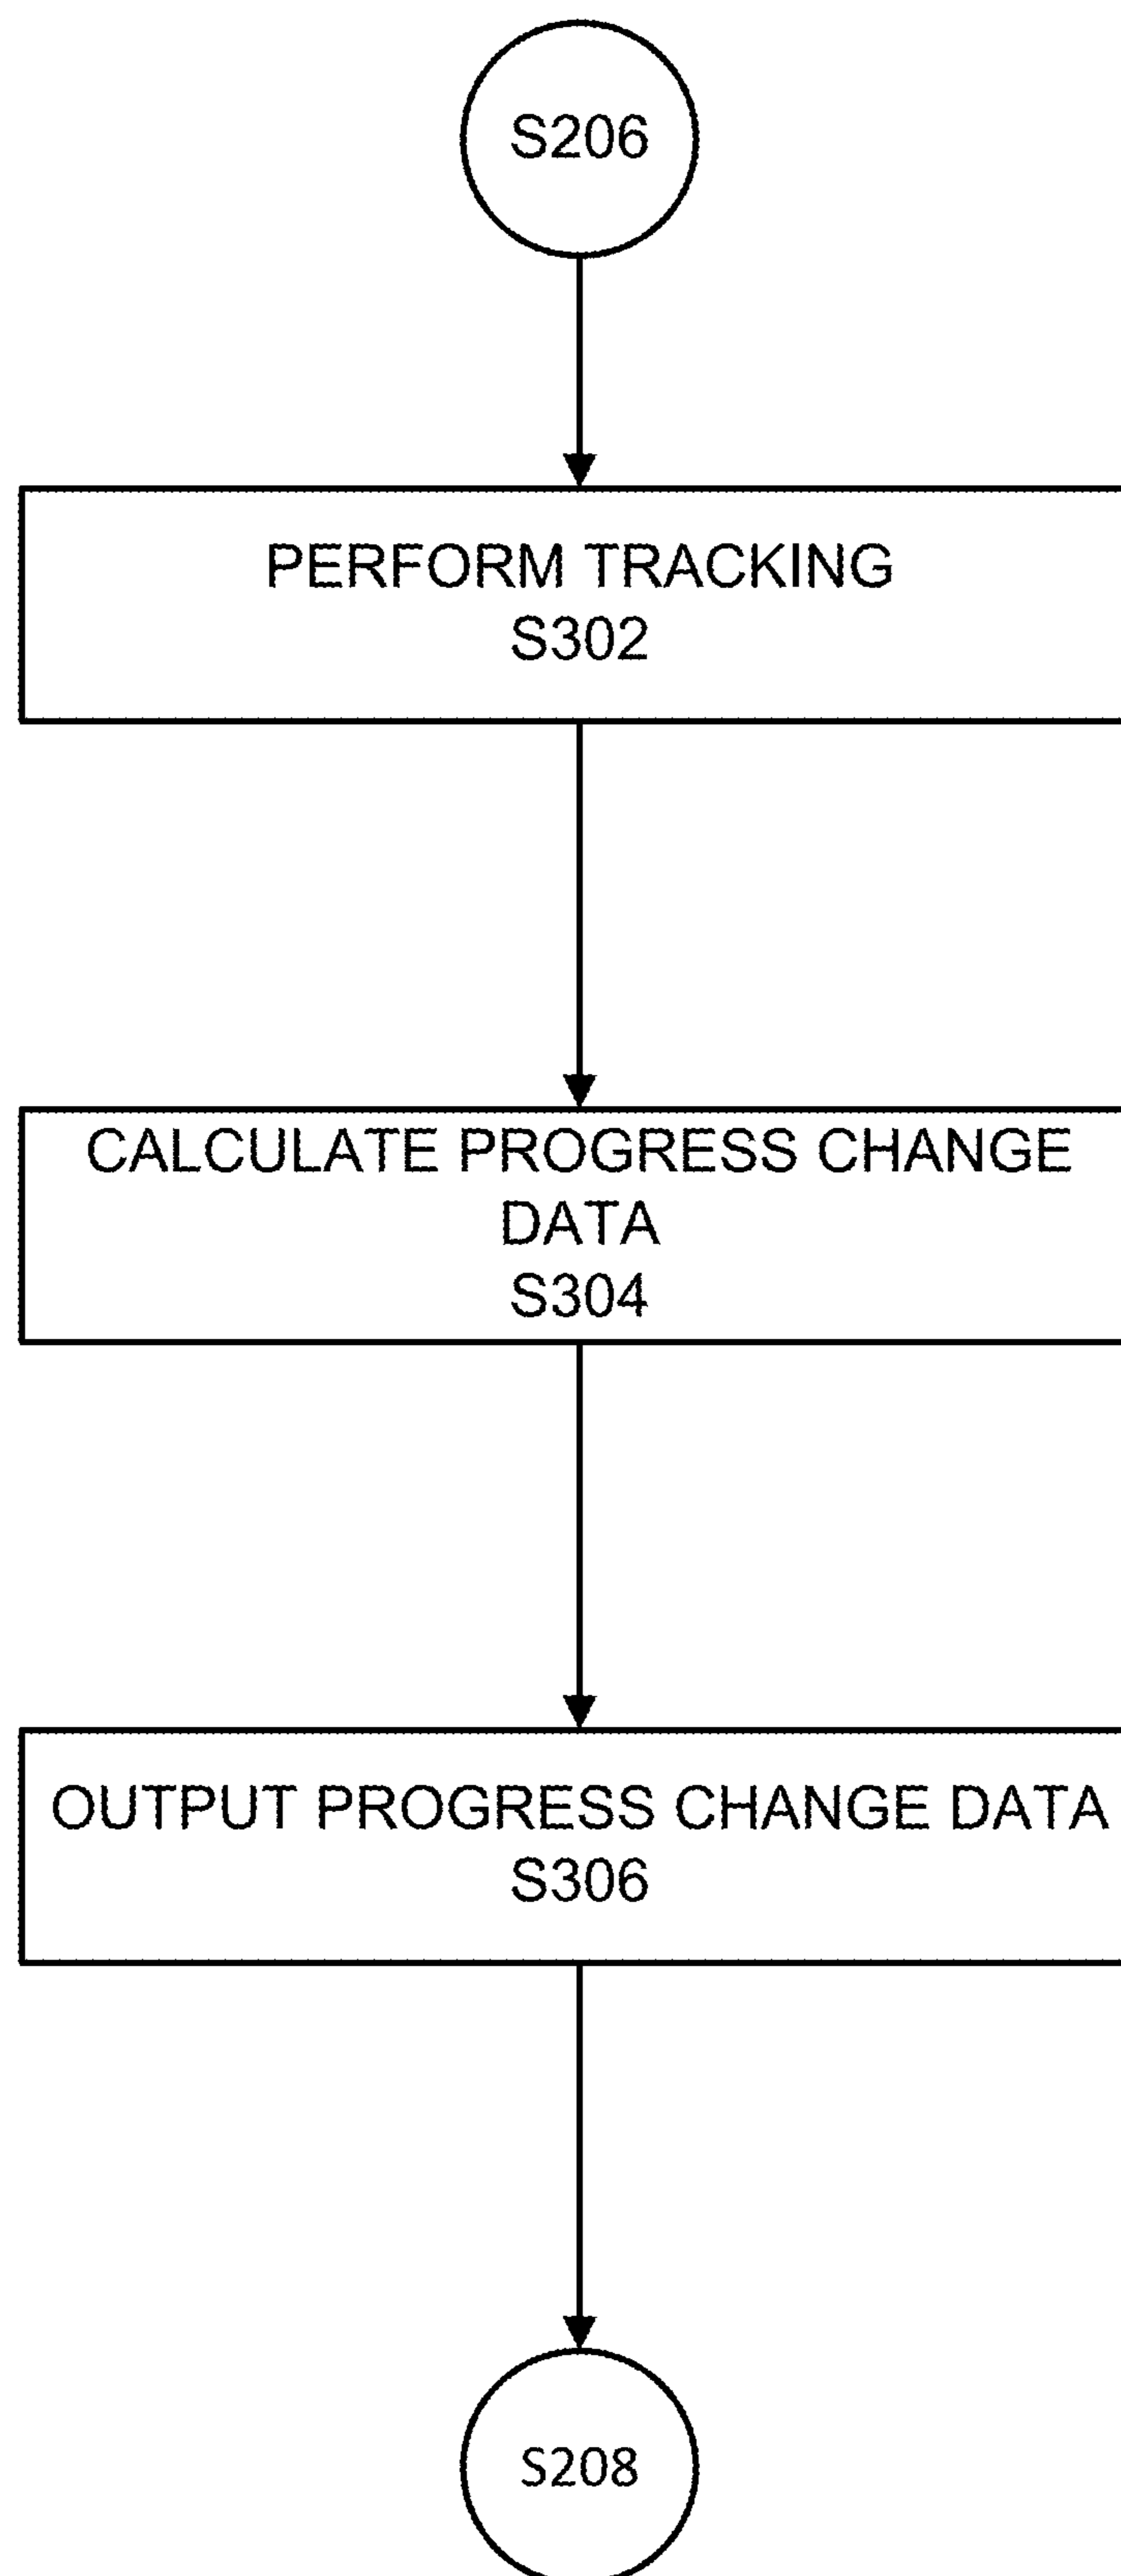 S206
PERFORM TRACKING
S302
CALCULATE PROGRESS CHANGE
DATA
S304
OUTPUT PROGRESS CHANGE DATA
S306
S208